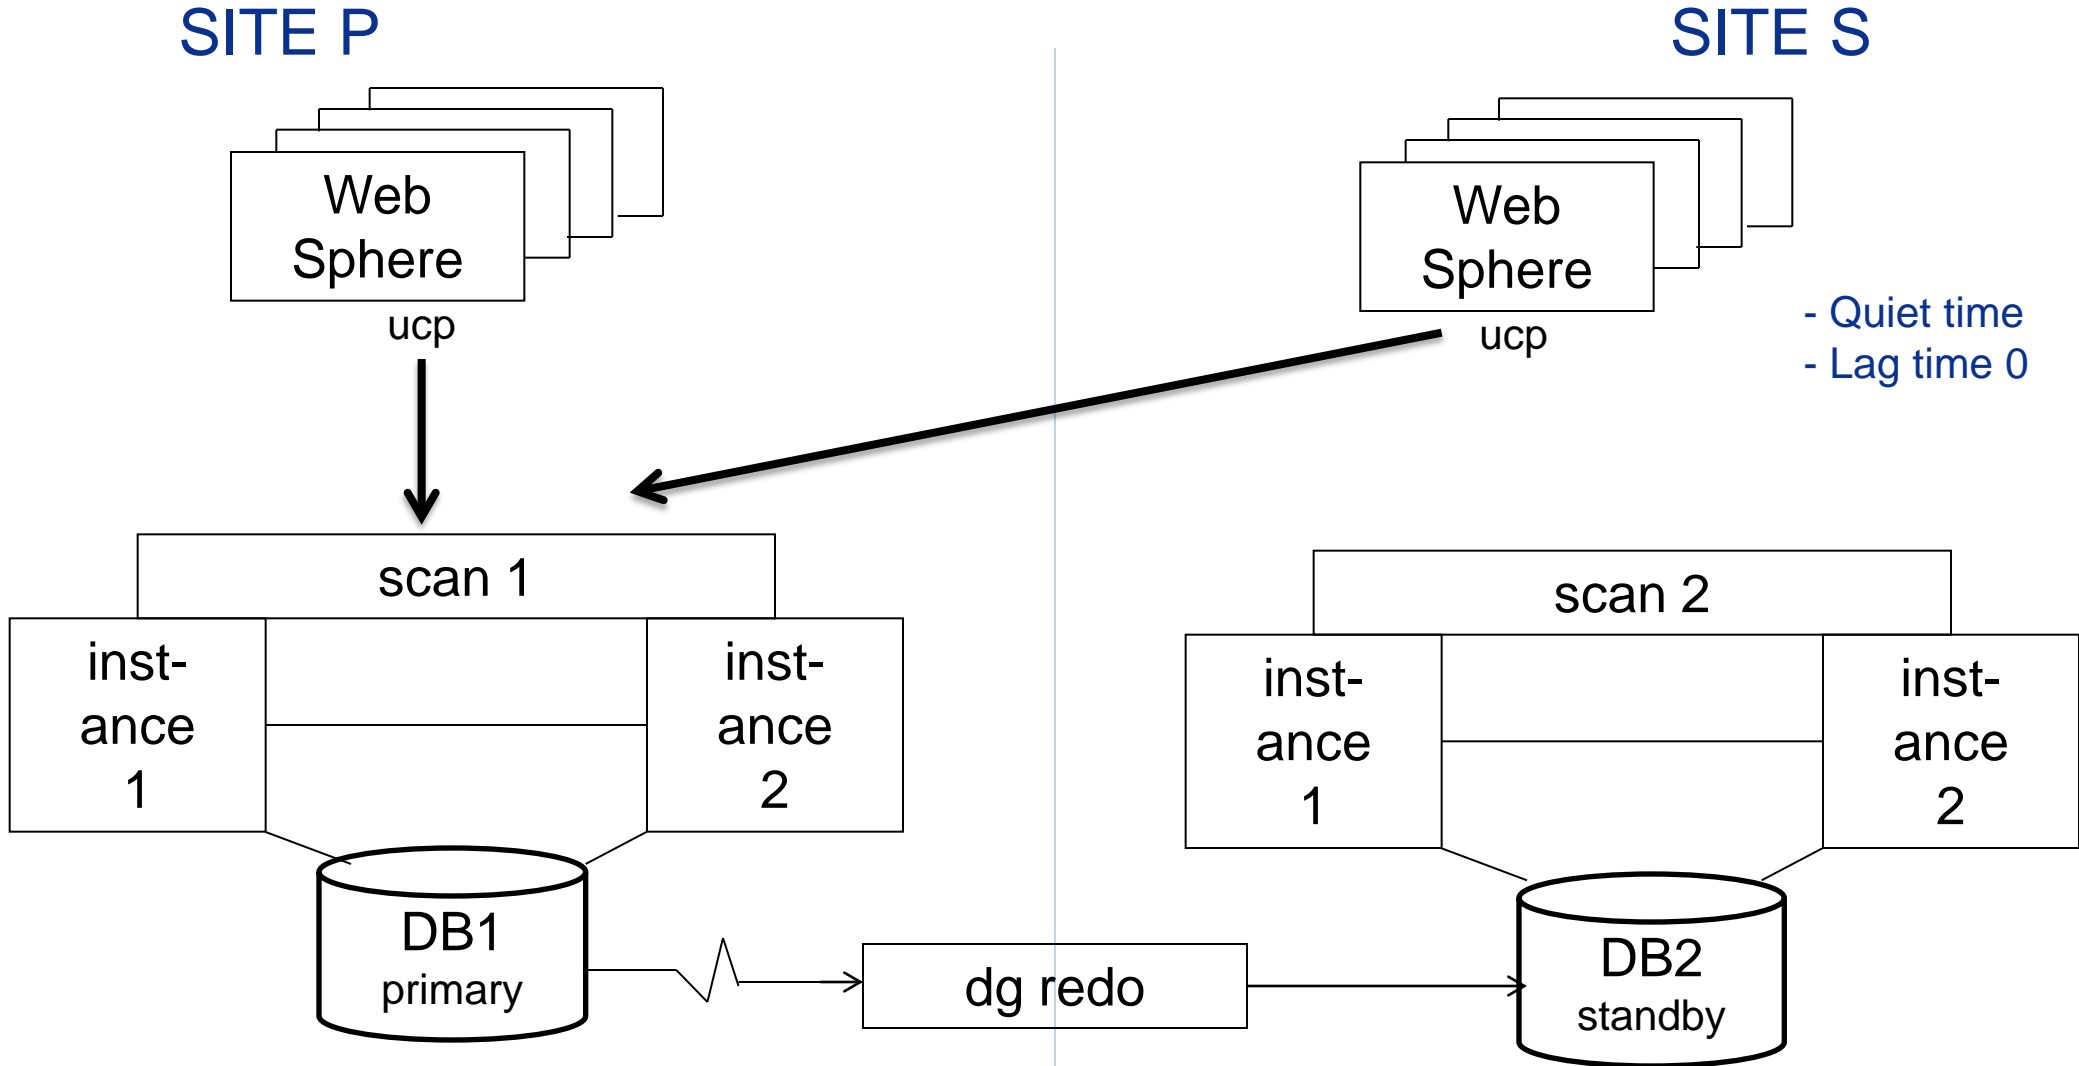 SITE P
SITE S
Web
Sphere
ucp
Web
Sphere
ucp
- Quiet time
- Lag time 0
scan 1
inst-
ance
1
inst-
ance
2
scan 2
inst-
ance
1
inst-
ance
2
DB1
primary
dg redo
DB2
standby